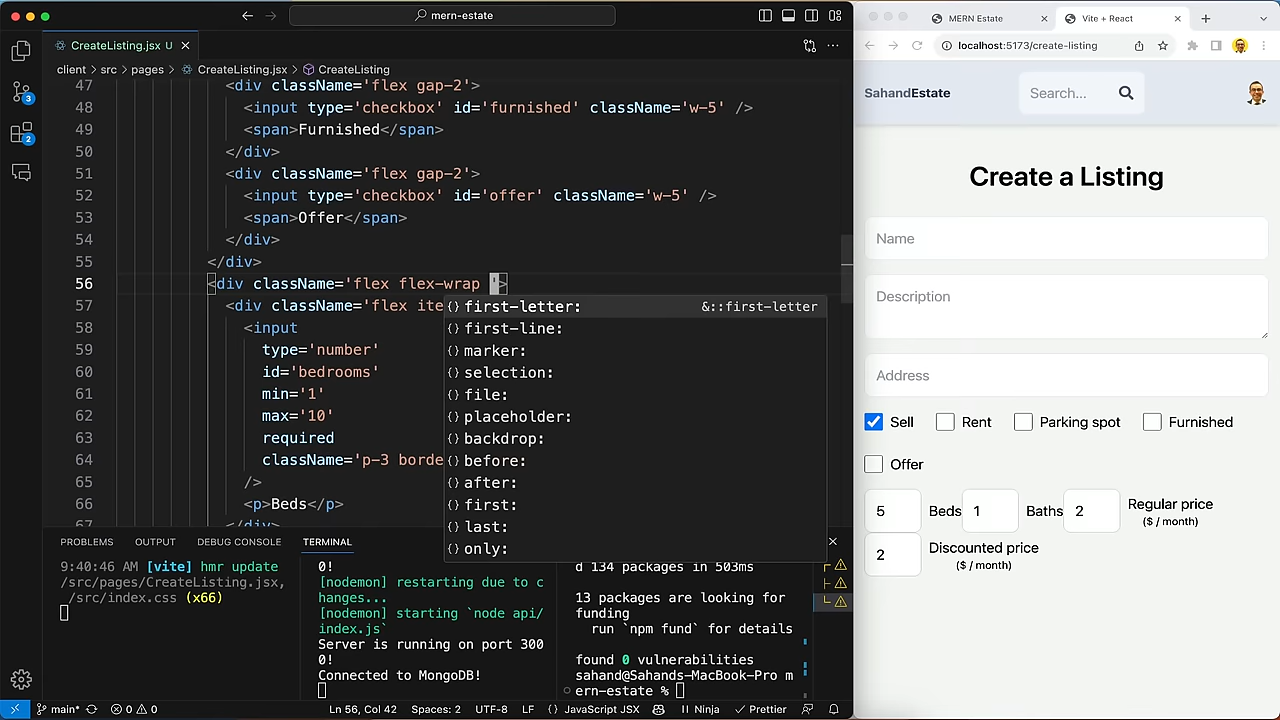 mern-estate
CreateListing.jsx U
client > src > pages > CreateListing.jsx > CreateListing
47 <div className='flex gap-2'>
48 <input type='checkbox' id='furnished' className='w-5' />
49 <span>Furnished</span>
50 </div>
51 <div className='flex gap-2'>
52 <input type='checkbox' id='offer' className='w-5' />
53 <span>Offer</span>
54 </div>
55 </div>
56 <div className='flex flex-wrap '>
57 <div className='flex ite
58 <input
59 type='number'
60 id='bedrooms'
61 min='1'
62 max='10'
63 required
64 className='p-3 borde
65 />
66 <p>Beds</p>
67 </div>
{} first-letter: &::first-letter
{} first-line:
{} marker:
{} selection:
{} file:
{} placeholder:
{} backdrop:
{} before:
{} after:
{} first:
{} last:
{} only:
3
2
PROBLEMS OUTPUT DEBUG CONSOLE TERMINAL
9:40:46 AM [vite] hmr update
/src/pages/CreateListing.jsx,
/src/index.css (x66)
0!
[nodemon] restarting due to c
hanges...
[nodemon] starting `node api/
index.js`
Server is running on port 300
0!
Connected to MongoDB!
d 134 packages in 503ms
13 packages are looking for
funding
run `npm fund` for details
found 0 vulnerabilities
sahand@Sahands-MacBook-Pro m
ern-estate %
main* 0 0 Ln 56, Col 42 Spaces: 2 UTF-8 LF {} JavaScript JSX Ninja Prettier
MERN Estate
Vite + React
localhost:5173/create-listing
SahandEstate
Search...
Create a Listing
Name
Description
Address
Sell Rent Parking spot Furnished
Offer
5 Beds 1 Baths 2 Regular price
($ / month)
2 Discounted price
($ / month)